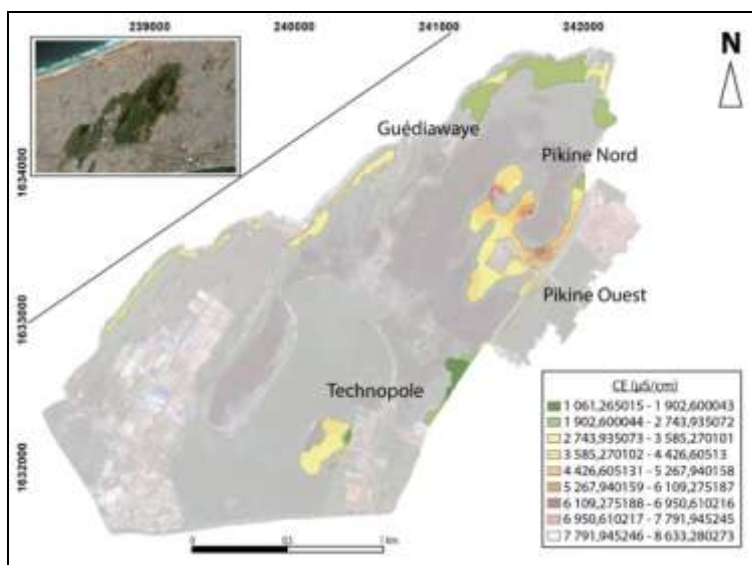 239000 240000 241000 242000
N
Guédiawaye
1634000
Pikine Nord
1633000
Pikine Ouest
Technopole
1632000
CE (µS/cm)
1 061,265015 - 1 902,600043
1 902,600044 - 2 743,935072
2 743,935073 - 3 585,270101
3 585,270102 - 4 426,60513
4 426,605131 - 5 267,940158
5 267,940159 - 6 109,275187
6 109,275188 - 6 950,610216
6 950,610217 - 7 791,945245
7 791,945246 - 8 633,280273
0 1 km